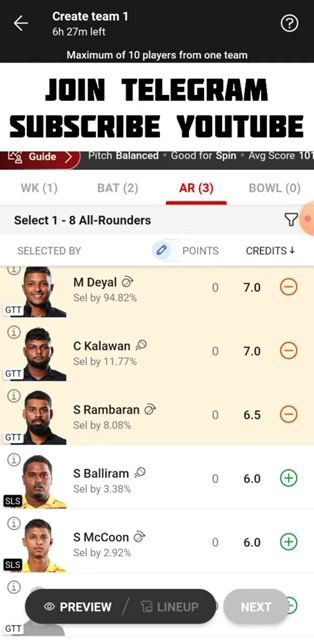 Create team 1
6h 27m left
Maximum of 10 players from one team
JOIN TELEGRAM
SUBSCRIBE YOUTUBE
Guide Pitch Balanced • Good for Spin • Avg Score 101
WK (1) BAT (2) AR (3) BOWL (0)
Select 1 - 8 All-Rounders
SELECTED BY POINTS CREDITS ↓
M Deyal 0 7.0
Sel by 94.82%
GTT
C Kalawan 0 7.0
Sel by 11.77%
GTT
S Rambaran 0 6.5
Sel by 8.08%
GTT
S Balliram 0 6.0
Sel by 3.38%
SLS
S McCoon 0 6.0
Sel by 2.92%
SLS
PREVIEW / LINEUP NEXT
GTT